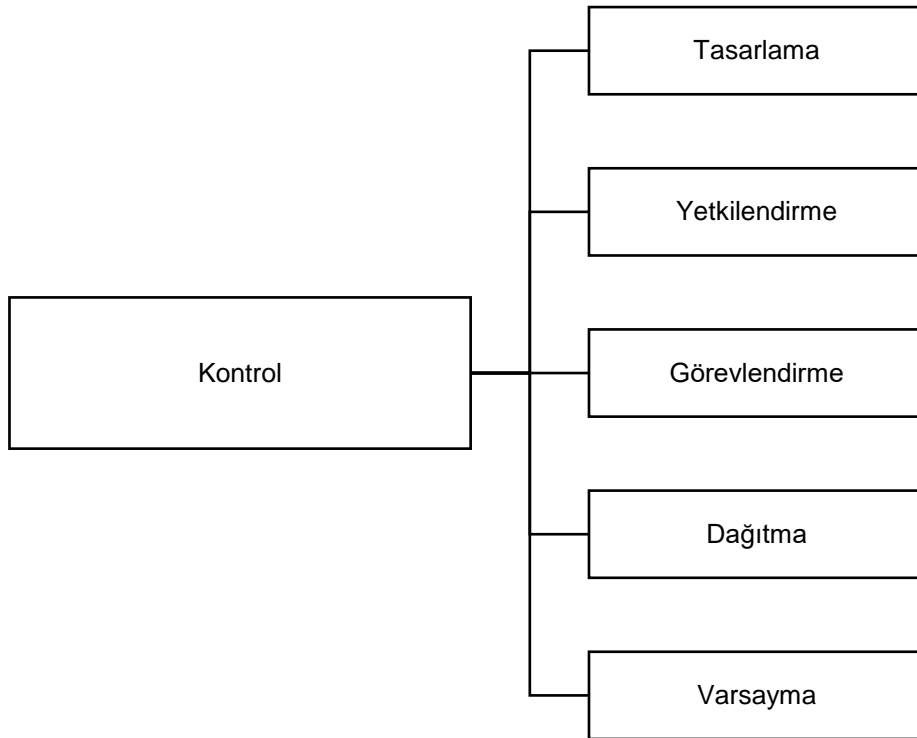 Tasarlama
Yetkilendirme
Kontrol
Görevlendirme
Dağıtma
Varsayma